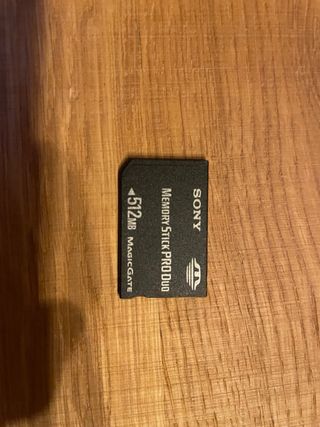 SONY
MEMORY STICK PRO DUO
◄512MB MAGICGATE